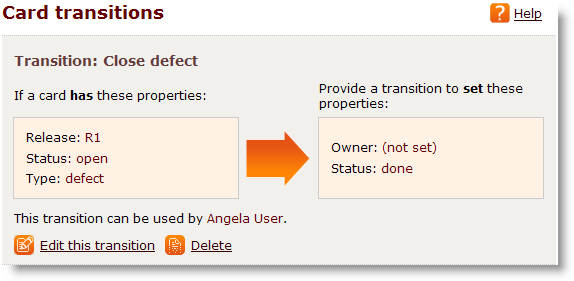 Card transitions
Help
Transition: Close defect
If a card has these properties:
Provide a transition to set these
properties:
Release: R1
Status: open
Type: defect
Owner: (not set)
Status: done
This transition can be used by Angela User.
Edit this transition
Delete